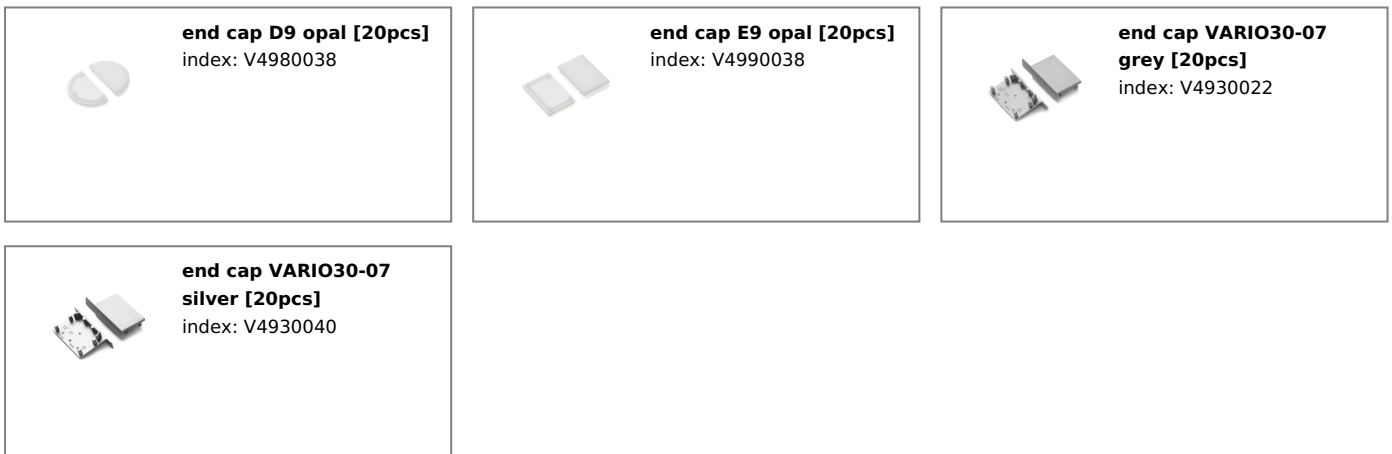 end cap D9 opal [20pcs]
index: V4980038
end cap E9 opal [20pcs]
index: V4990038
end cap VARIO30-07
grey [20pcs]
index: V4930022
end cap VARIO30-07
silver [20pcs]
index: V4930040